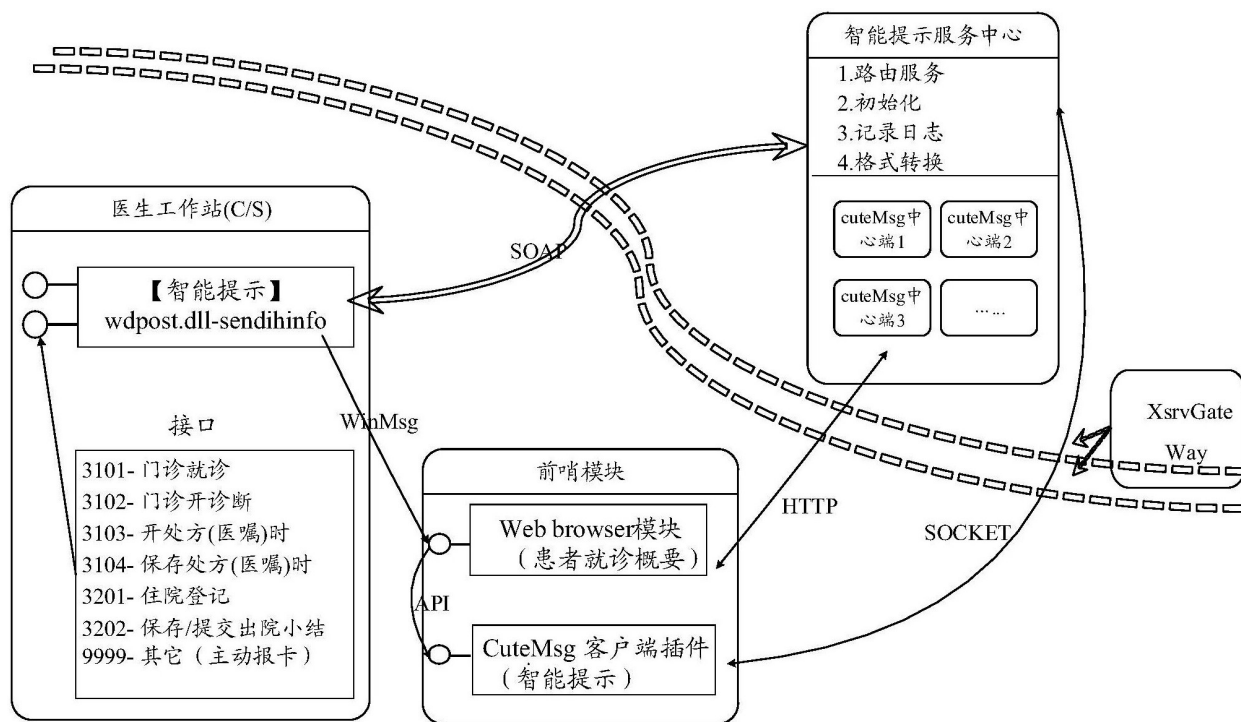 智能提示服务中心
1.路由服务
2.初始化
3.记录日志
4.格式转换
cuteMsg中
心端1
cuteMsg中
心端2
cuteMsg中
心端3
……
医生工作站(C/S)
【智能提示】
wdpost.dll-sendihinfo
SOAP
WinMsg
接口
3101- 门诊就诊
3102- 门诊开诊断
3103- 开处方(医嘱)时
3104- 保存处方(医嘱)时
3201- 住院登记
3202- 保存/提交出院小结
9999- 其它（主动报卡）
前哨模块
Web browser模块
（患者就诊概要）
API
CuteMsg 客户端插件
（智能提示）
HTTP
SOCKET
XsrvGate
Way